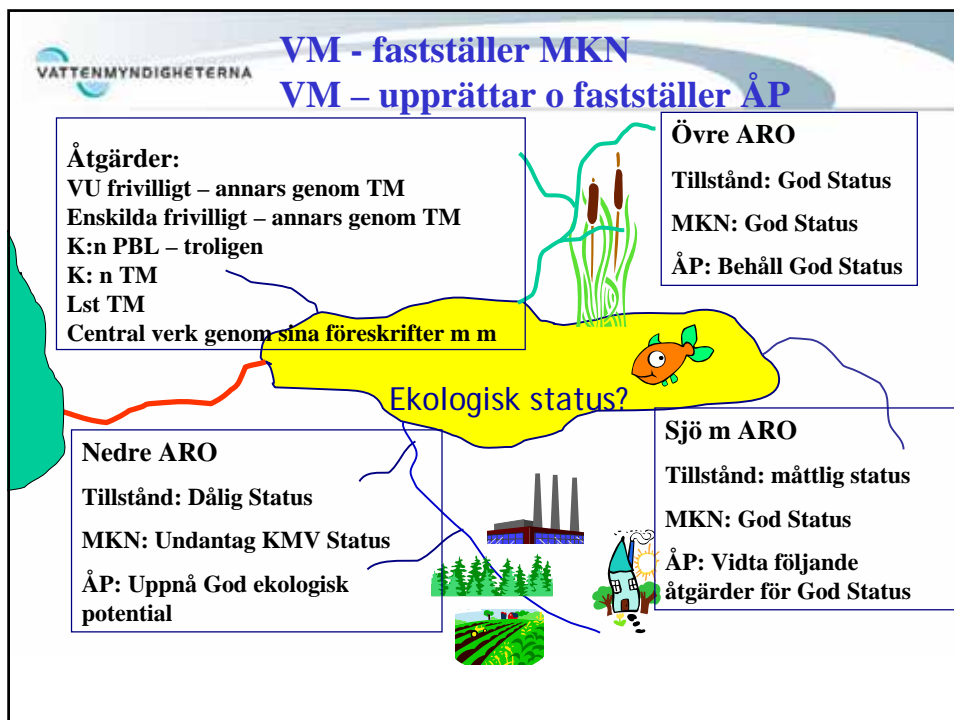 VATTENMYNDIGHETERNA
VM - fastställer MKN
VM – upprättar o fastställer ÅP
Åtgärder:
VU frivilligt – annars genom TM
Enskilda frivilligt – annars genom TM
K:n PBL – troligen
K: n TM
Lst TM
Central verk genom sina föreskrifter m m
Övre ARO
Tillstånd: God Status
MKN: God Status
ÅP: Behåll God Status
Ekologisk status?
Nedre ARO
Tillstånd: Dålig Status
MKN: Undantag KMV Status
ÅP: Uppnå God ekologisk
potential
Sjö m ARO
Tillstånd: måttlig status
MKN: God Status
ÅP: Vidta följande
åtgärder för God Status